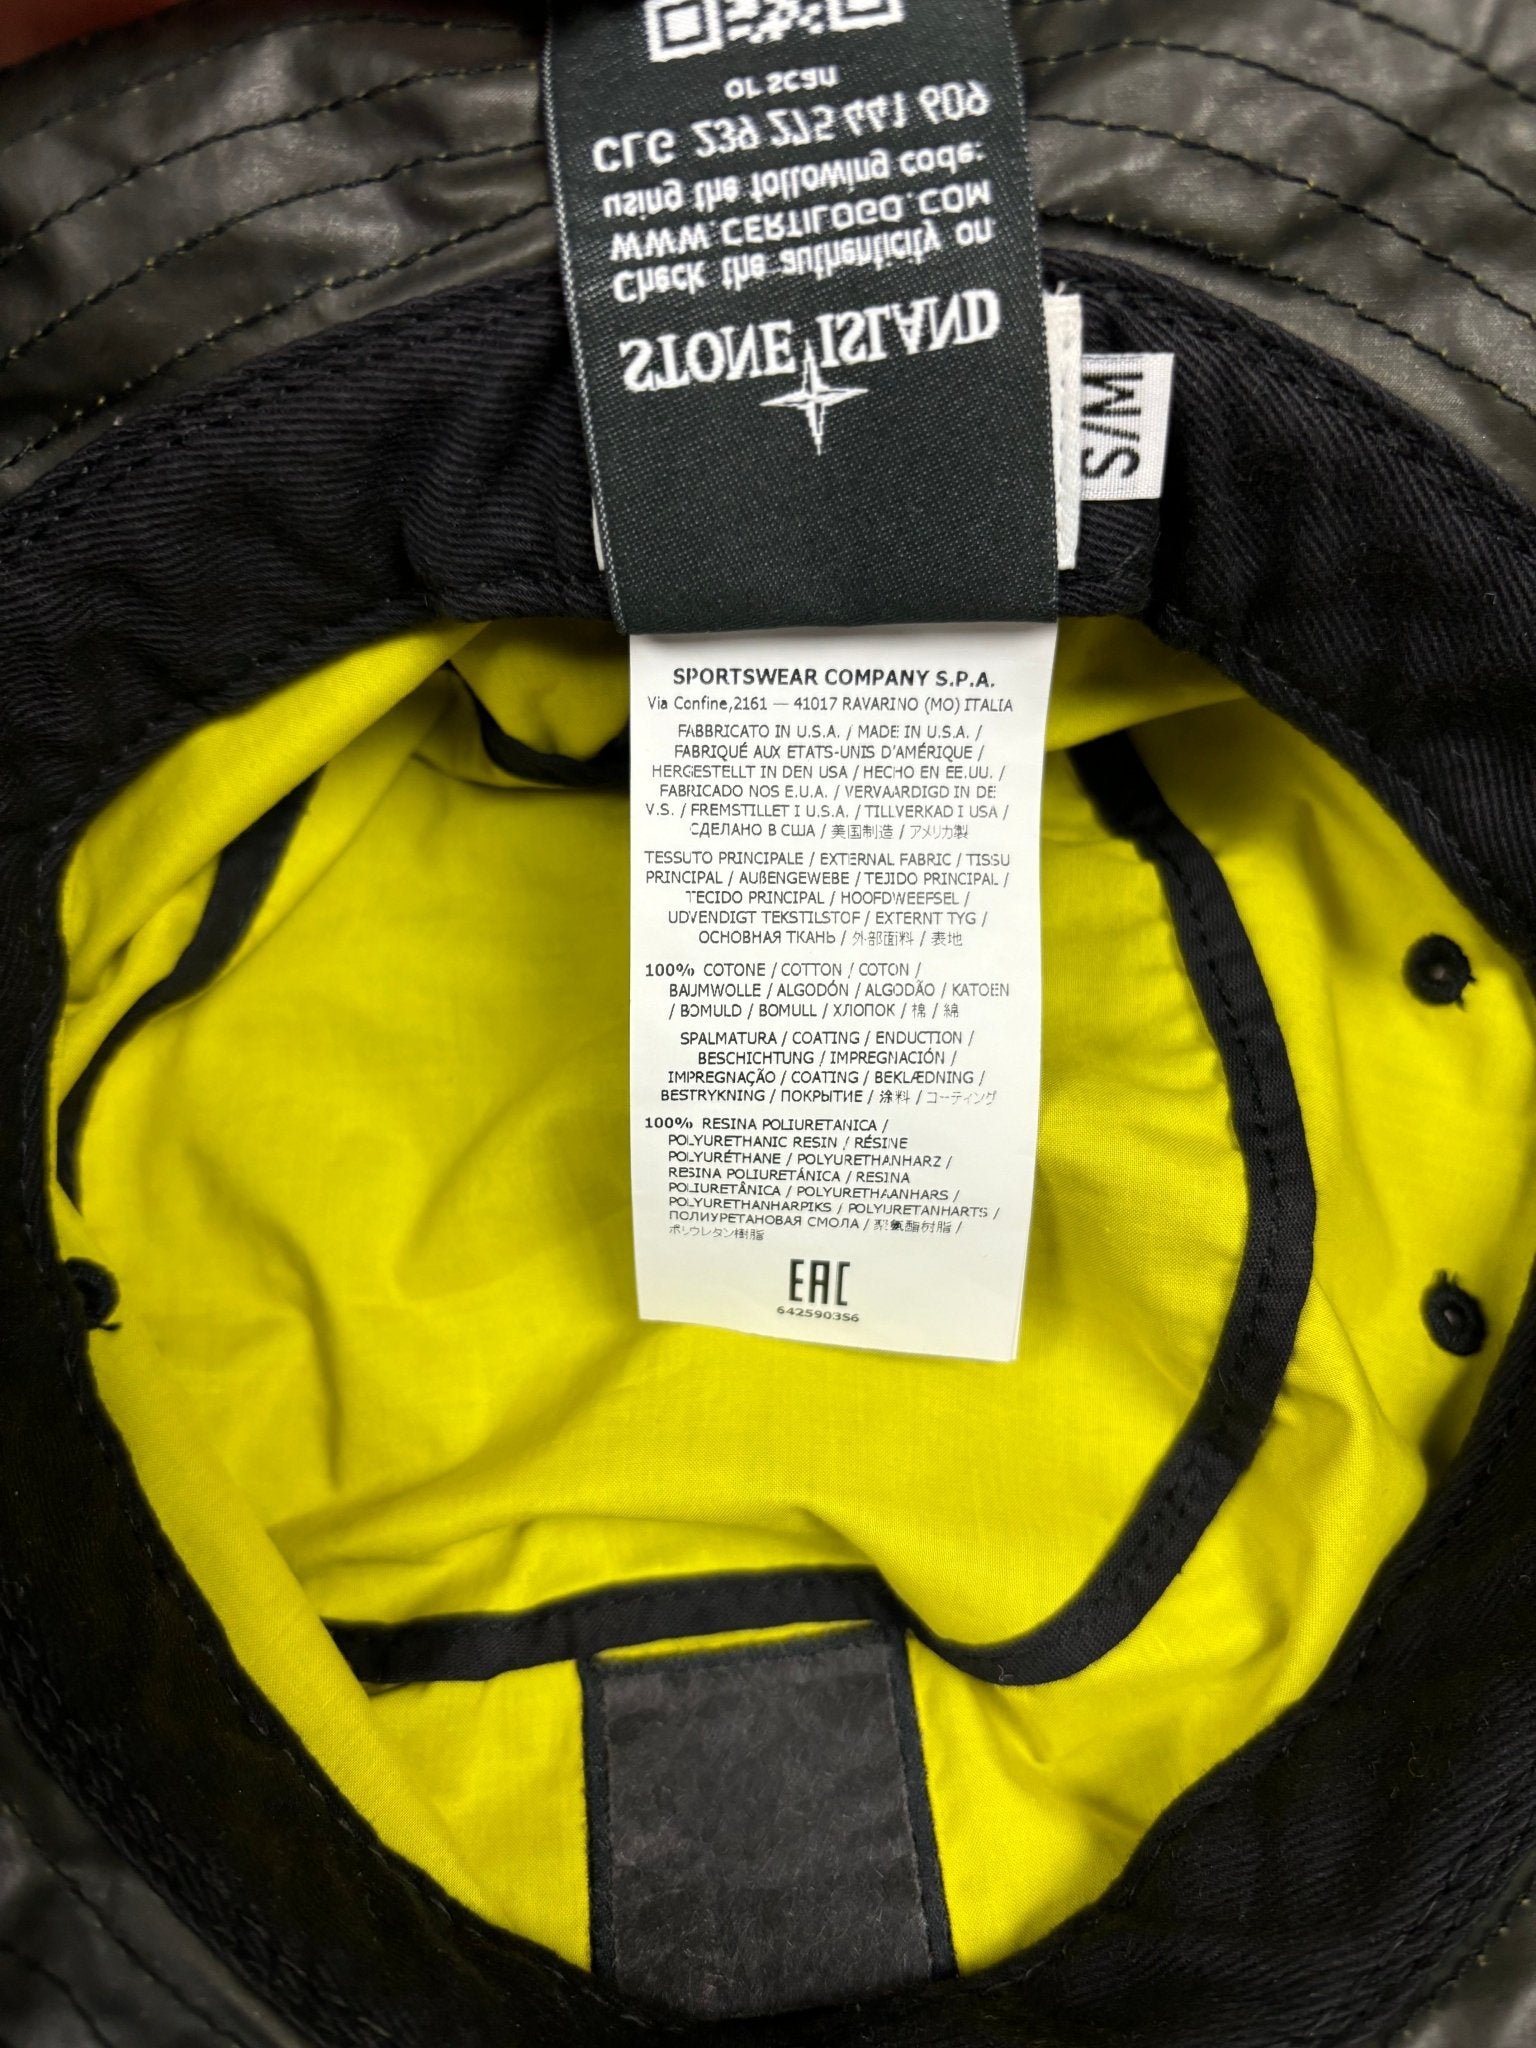 or scan
CLG 239 275 441 609
using the following code:
WWW.CERTILOGO.COM
Check the authenticity on
STONE ISLAND
S/M
SPORTSWEAR COMPANY S.P.A.
Via Confine,2161 — 41017 RAVARINO (MO) ITALIA
FABBRICATO IN U.S.A. / MADE IN U.S.A. /
FABRIQUÉ AUX ETATS-UNIS D'AMÉRIQUE /
HERGESTELLT IN DEN USA / HECHO EN EE.UU. /
FABRICADO NOS E.U.A. / VERVAARDIGD IN DE
V.S. / FREMSTILLET I U.S.A. / TILLVERKAD I USA /
СДЕЛАНО В США / 美国制造 / アメリカ製
TESSUTO PRINCIPALE / EXTERNAL FABRIC / TISSU
PRINCIPAL / AUßENGEWEBE / TEJIDO PRINCIPAL /
TECIDO PRINCIPAL / HOOFDWEEFSEL /
UDVENDIGT TEKSTILSTOF / EXTERNT TYG /
ОСНОВНАЯ ТКАНЬ / 外部面料 / 表地
100% COTONE / COTTON / COTON /
BAUMWOLLE / ALGODÓN / ALGODÃO / KATOEN
/ BOMULD / BOMULL / ХЛОПОК / 棉 / 綿
SPALMATURA / COATING / ENDUCTION /
BESCHICHTUNG / IMPREGNACIÓN /
IMPREGNAÇÃO / COATING / BEKLÆDNING /
BESTRYKNING / ПОКРЫТИЕ / 涂料 / コーティング
100% RESINA POLIURETANICA /
POLYURETHANIC RESIN / RÉSINE
POLYURÉTHANE / POLYURETHANHARZ /
RESINA POLIURETÁNICA / RESINA
POLIURETÂNICA / POLYURETHAANHARS /
POLYURETHANHARPIKS / POLYURETANHARTS /
ПОЛИУРЕТАНОВАЯ СМОЛА / 聚氨酯树脂 /
ポリウレタン樹脂
EAC
6425903S6